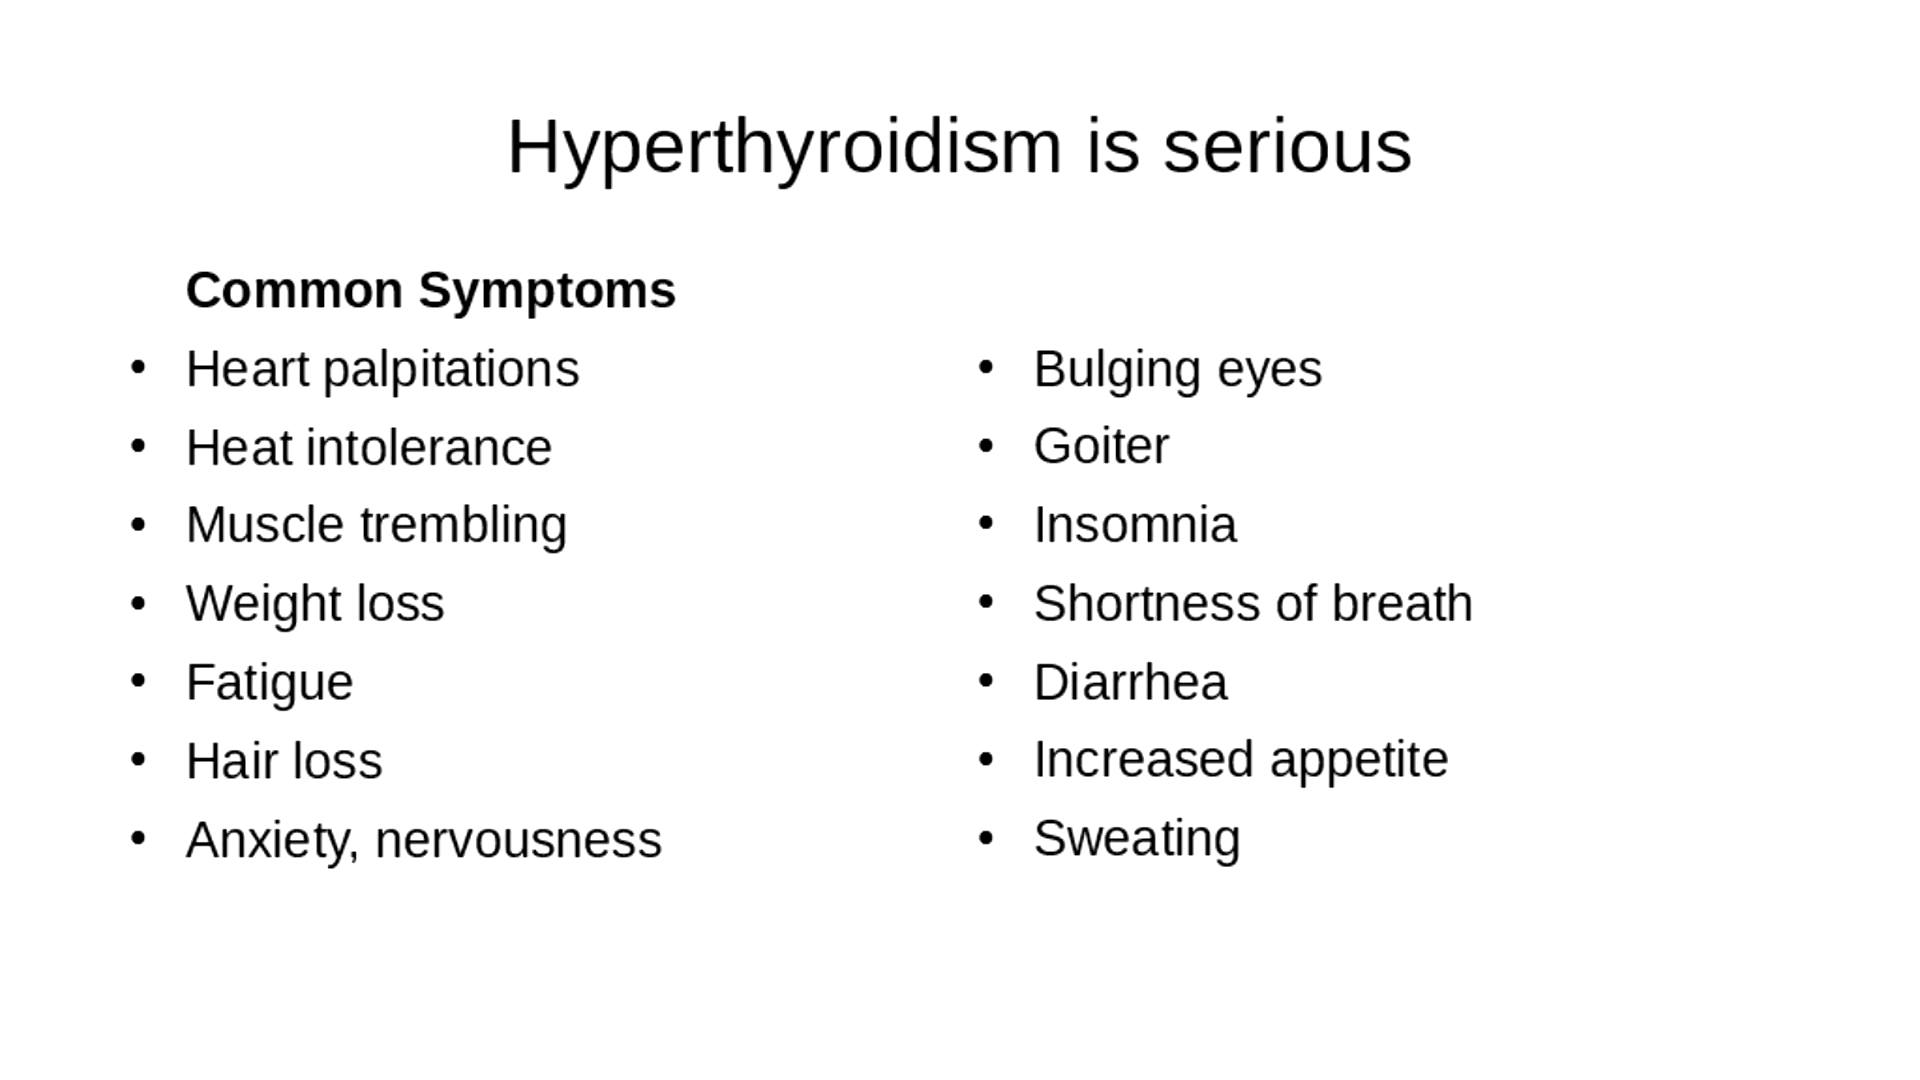 Hyperthyroidism is serious
Common Symptoms
• Heart palpitations
• Heat intolerance
• Muscle trembling
• Weight loss
• Fatigue
• Hair loss
• Anxiety, nervousness
• Bulging eyes
• Goiter
• Insomnia
• Shortness of breath
• Diarrhea
• Increased appetite
• Sweating